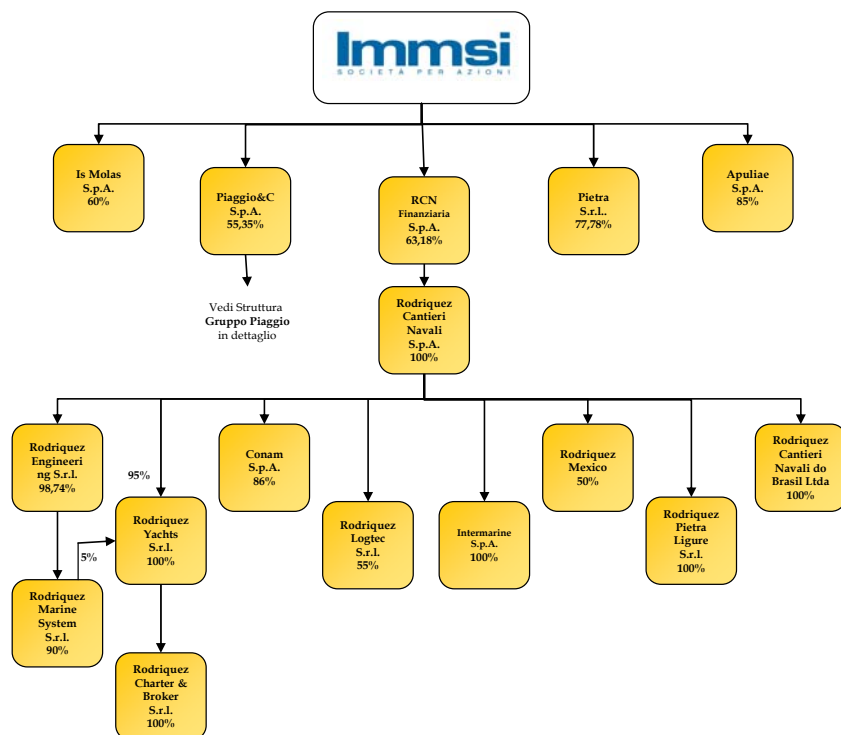 Immsi
SOCIETÀ PER AZIONI
Is Molas
S.p.A.
60%
Piaggio&C
S.p.A.
55,35%
RCN
Finanziaria
S.p.A.
63,18%
Pietra
S.r.l..
77,78%
Apuliae
S.p.A.
85%
Vedi Struttura
Gruppo Piaggio
in dettaglio
Rodriquez
Cantieri
Navali
S.p.A.
100%
Rodriquez
Engineeri
ng S.r.l.
98,74%
95%
Conam
S.p.A.
86%
Rodriquez
Mexico
50%
Rodriquez
Cantieri
Navali do
Brasil Ltda
100%
5%
Rodriquez
Yachts
S.r.l.
100%
Rodriquez
Logtec
S.r.l.
55%
Intermarine
S.p.A.
100%
Rodriquez
Pietra
Ligure
S.r.l.
100%
Rodriquez
Marine
System
S.r.l.
90%
Rodriquez
Charter &
Broker
S.r.l.
100%